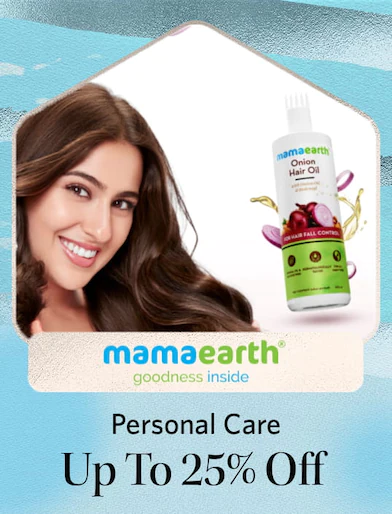 mamaearth
Onion
Hair Oil
FOR HAIR FALL CONTROL
mamaearth®
goodness inside
Personal Care
Up To 25% Off